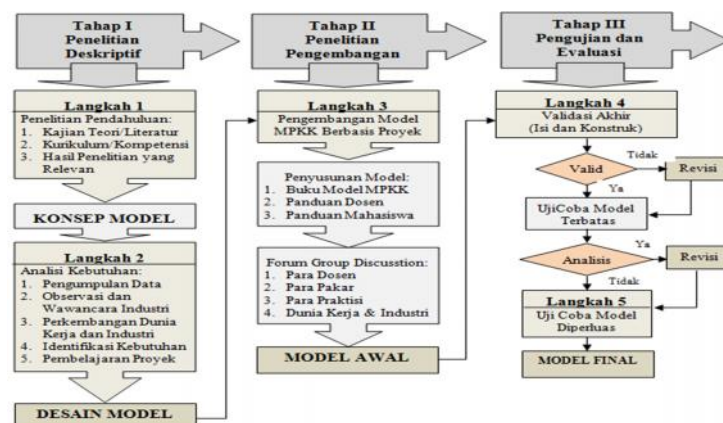 Tahap I
Penelitian
Deskriptif
Langkah 1
Penelitian Pendahuluan:
1. Kajian Teori/Literatur
2. Kurikulum/Kompetensi
3. Hasil Penelitian yang
Relevan
KONSEP MODEL
Langkah 2
Analisi Kebutuhan:
1. Pengumpulan Data
2. Observasi dan
Wawancara Industri
3. Perkembangan Dunia
Kerja dan Industri
4. Identifikasi Kebutuhan
5. Pembelajaran Proyek
DESAIN MODEL
Tahap II
Penelitian
Pengembangan
Langkah 3
Pengembangan Model
MPKK Berbasis Proyek
Penyusunan Model:
1. Buku Model MPKK
2. Panduan Dosen
3. Panduan Mahasiswa
Forum Group Discusstion:
1. Para Dosen
2. Para Pakar
3. Para Praktisi
4. Dunia Kerja & Industri
MODEL AWAL
Tahap III
Pengujian dan
Evaluasi
Langkah 4
Validasi Akhir
(Isi dan Konstruk)
Tidak
Valid
Revisi
Ya
UjiCoba Model
Terbatas
Ya
Analisis
Revisi
Tidak
Langkah 5
Uji Coba Model
Diperluas
MODEL FINAL